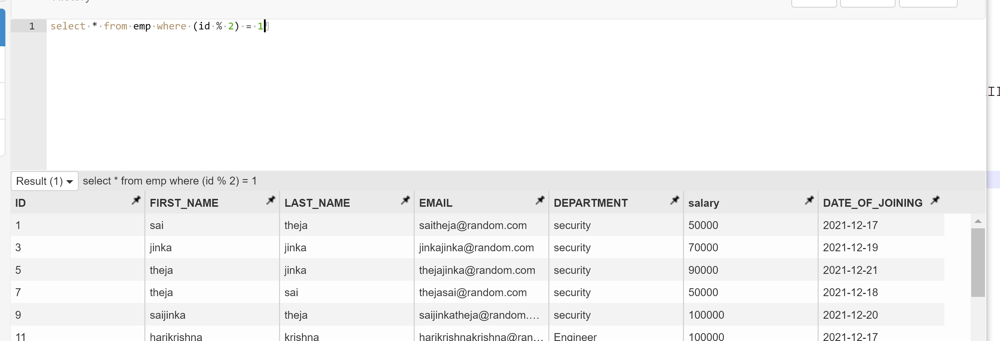 History
1 select * from emp where (id % 2) = 1
Result (1) select * from emp where (id % 2) = 1
ID FIRST_NAME LAST_NAME EMAIL DEPARTMENT salary DATE_OF_JOINING
1 sai theja saitheja@random.com security 50000 2021-12-17
3 jinka jinka jinkajinka@random.com security 70000 2021-12-19
5 theja jinka thejajinka@random.com security 90000 2021-12-21
7 theja sai thejasai@random.com security 50000 2021-12-18
9 saijinka theja saijinkatheja@random.... security 100000 2021-12-20
11 harikrishna krishna harikrishnakrishna@ran... Engineer 100000 2021-12-17